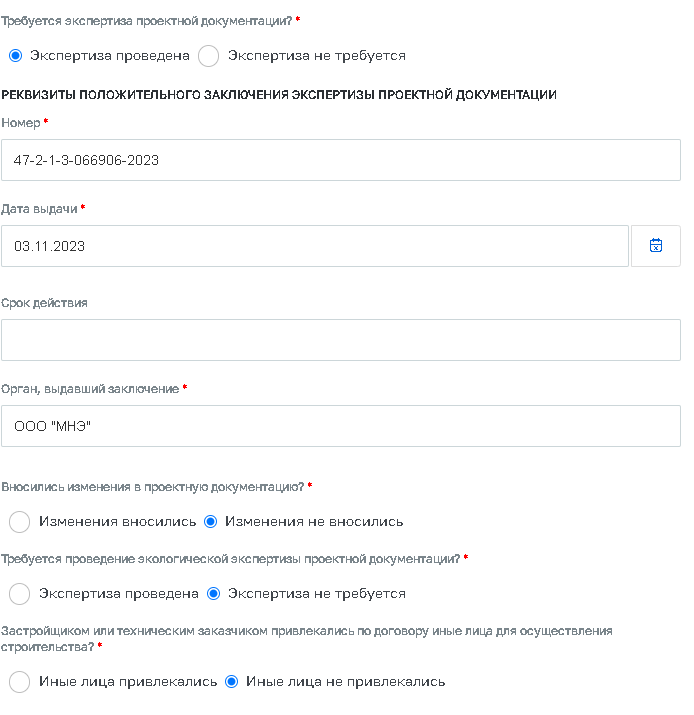 Требуется экспертиза проектной документации? *
Экспертиза проведена Экспертиза не требуется
РЕКВИЗИТЫ ПОЛОЖИТЕЛЬНОГО ЗАКЛЮЧЕНИЯ ЭКСПЕРТИЗЫ ПРОЕКТНОЙ ДОКУМЕНТАЦИИ
Номер *
47-2-1-3-066906-2023
Дата выдачи *
03.11.2023
Срок действия
Орган, выдавший заключение *
ООО "МНЭ"
Вносились изменения в проектную документацию? *
Изменения вносились Изменения не вносились
Требуется проведение экологической экспертизы проектной документации? *
Экспертиза проведена Экспертиза не требуется
Застройщиком или техническим заказчиком привлекались по договору иные лица для осуществления
строительства? *
Иные лица привлекались Иные лица не привлекались